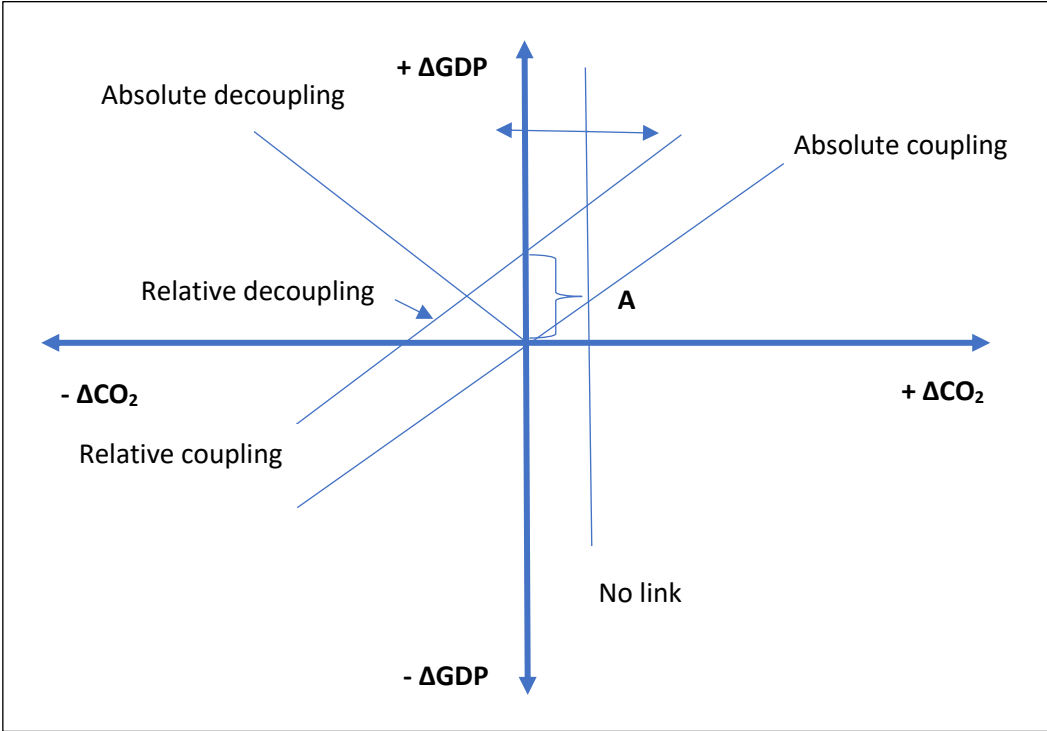 + ΔGDP
Absolute decoupling
Absolute coupling
Relative decoupling
A
- ΔCO₂
+ ΔCO₂
Relative coupling
No link
- ΔGDP